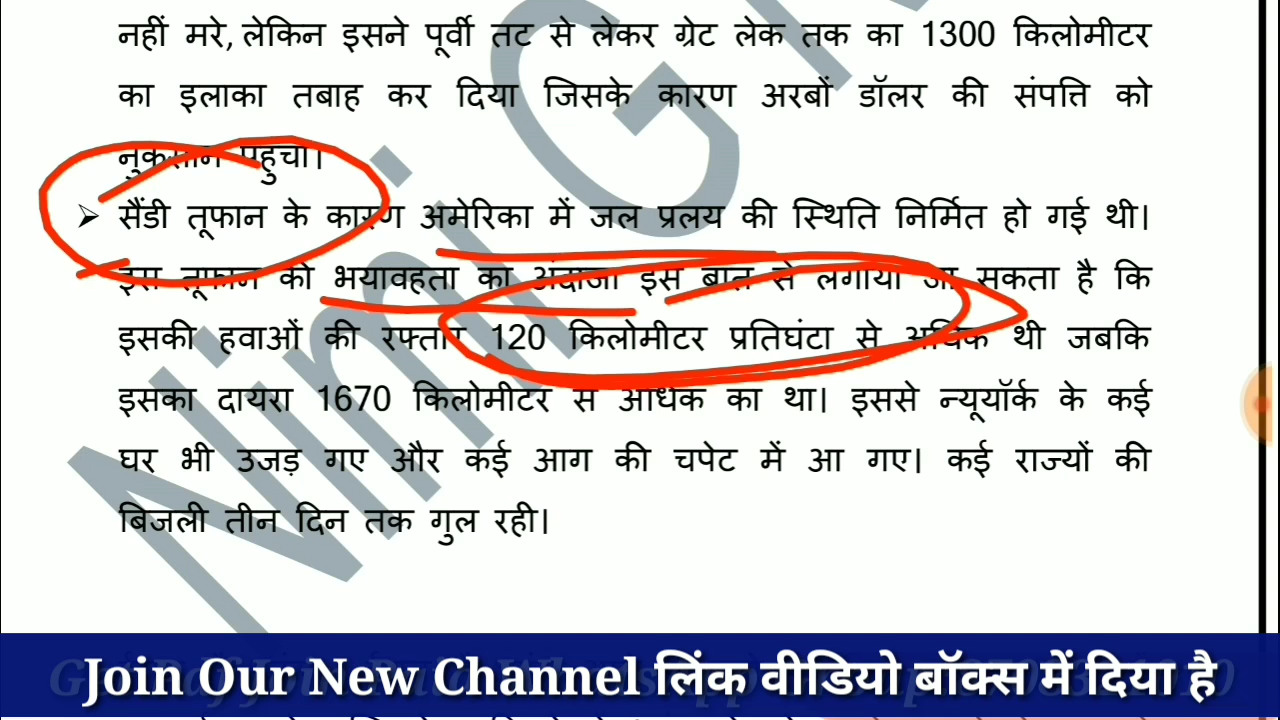 नहीं मरे, लेकिन इसने पूर्वी तट से लेकर ग्रेट लेक तक का 1300 किलोमीटर
का इलाका तबाह कर दिया जिसके कारण अरबों डॉलर की संपत्ति को
नुकसान पहुंचा।
➢ सैंडी तूफान के कारण अमेरिका में जल प्रलय की स्थिति निर्मित हो गई थी।
इस तूफान की भयावहता का अंदाजा इस बात से लगाया जा सकता है कि
इसकी हवाओं की रफ्तार 120 किलोमीटर प्रतिघंटा से अधिक थी जबकि
इसका दायरा 1670 किलोमीटर से अधिक का था। इससे न्यूयॉर्क के कई
घर भी उजड़ गए और कई आग की चपेट में आ गए। कई राज्यों की
बिजली तीन दिन तक गुल रही।
Nimi G
Join Our New Channel लिंक वीडियो बॉक्स में दिया है